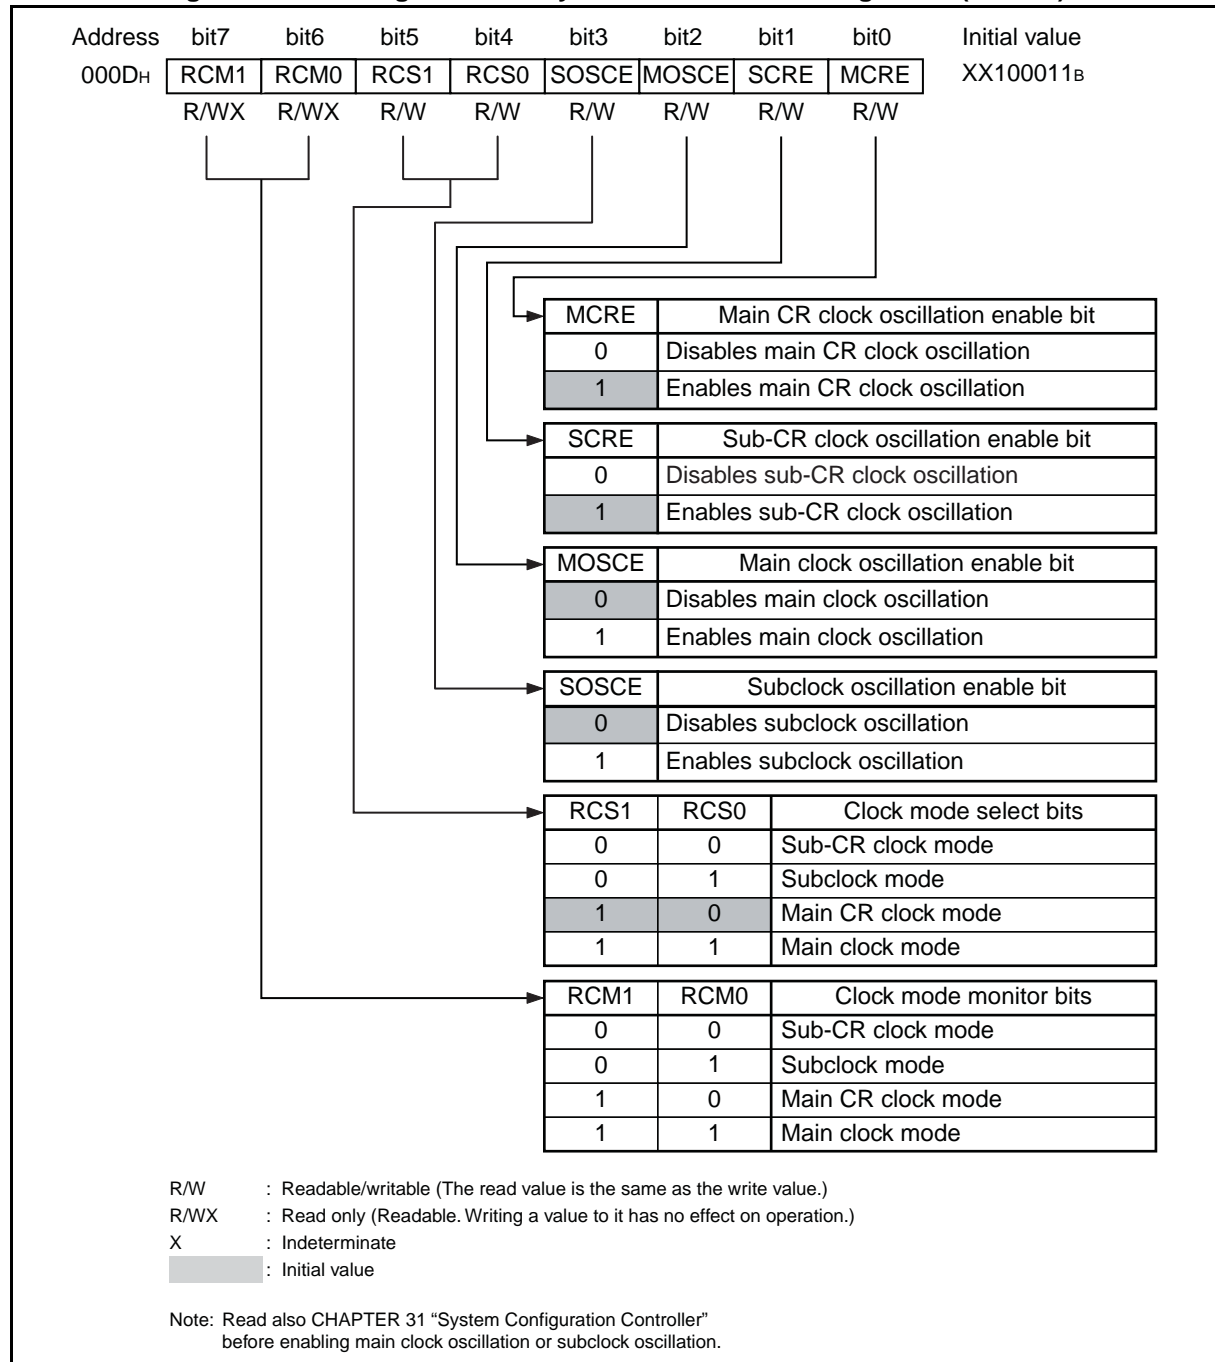 Address bit7 bit6 bit5 bit4 bit3 bit2 bit1 bit0 Initial value
000DH RCM1 RCM0 RCS1 RCS0 SOSCE MOSCE SCRE MCRE XX100011B
R/WX R/WX R/W R/W R/W R/W R/W R/W
MCRE Main CR clock oscillation enable bit
0 Disables main CR clock oscillation
1 Enables main CR clock oscillation
SCRE Sub-CR clock oscillation enable bit
0 Disables sub-CR clock oscillation
1 Enables sub-CR clock oscillation
MOSCE Main clock oscillation enable bit
0 Disables main clock oscillation
1 Enables main clock oscillation
SOSCE Subclock oscillation enable bit
0 Disables subclock oscillation
1 Enables subclock oscillation
RCS1 RCS0 Clock mode select bits
0 0 Sub-CR clock mode
0 1 Subclock mode
1 0 Main CR clock mode
1 1 Main clock mode
RCM1 RCM0 Clock mode monitor bits
0 0 Sub-CR clock mode
0 1 Subclock mode
1 0 Main CR clock mode
1 1 Main clock mode
R/W : Readable/writable (The read value is the same as the write value.)
R/WX : Read only (Readable. Writing a value to it has no effect on operation.)
X : Indeterminate
: Initial value
Note: Read also CHAPTER 31 “System Configuration Controller”
before enabling main clock oscillation or subclock oscillation.